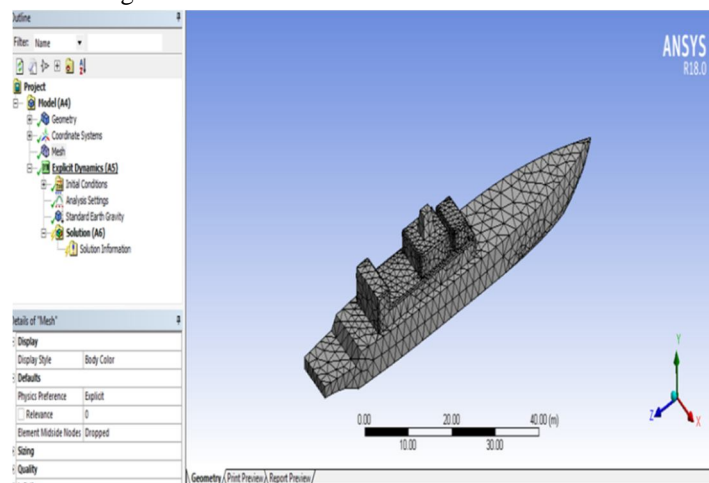 Outline
Filter: Name
Project
Model (A4)
Geometry
Coordinate Systems
Mesh
Explicit Dynamics (A5)
Initial Conditions
Analysis Settings
Standard Earth Gravity
Solution (A6)
Solution Information
Details of "Mesh"
Display
Display Style Body Color
Defaults
Physics Preference Explicit
Relevance 0
Element Midside Nodes Dropped
Sizing
Quality
ANSYS
R18.0
0.00 20.00 40.00 (m)
10.00 30.00
Y
Z X
Geometry Print Preview Report Preview